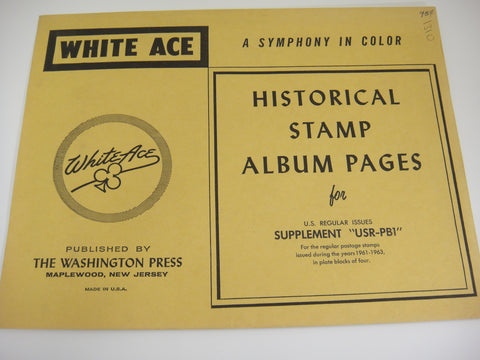 WHITE ACE
A SYMPHONY IN COLOR
White Ace
PUBLISHED BY
THE WASHINGTON PRESS
MAPLEWOOD, NEW JERSEY
MADE IN U.S.A.
HISTORICAL
STAMP
ALBUM PAGES
for
U.S. REGULAR ISSUES
SUPPLEMENT "USR-PB1"
For the regular postage stamps
issued during the years 1961-1963,
in plate blocks of four.